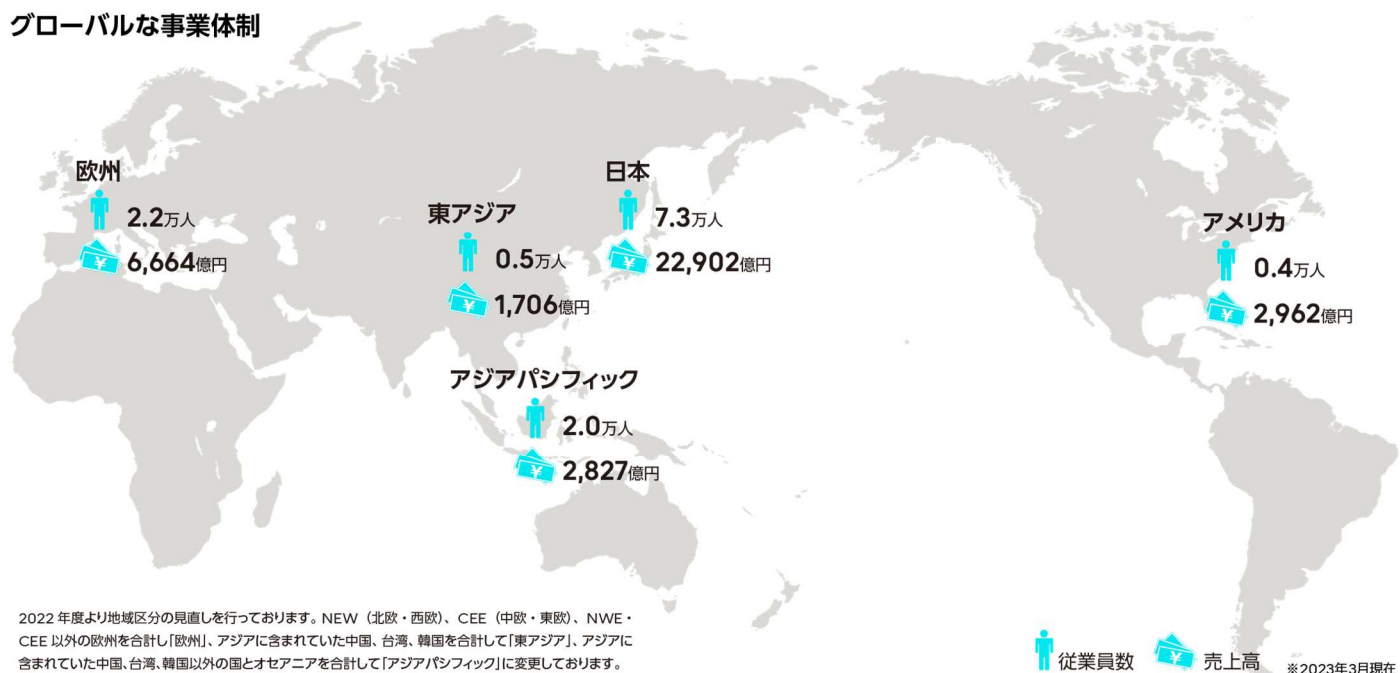 グローバルな事業体制
欧州
2.2万人
6,664億円
東アジア
0.5万人
1,706億円
日本
7.3万人
22,902億円
アメリカ
0.4万人
2,962億円
アジアパシフィック
2.0万人
2,827億円
2022 年度より地域区分の見直しを行っております。NEW（北欧・西欧）、CEE（中欧・東欧）、NWE・
CEE 以外の欧州を合計し「欧州」、アジアに含まれていた中国、台湾、韓国を合計して「東アジア」、アジアに
含まれていた中国、台湾、韓国以外の国とオセアニアを合計して「アジアパシフィック」に変更しております。
従業員数 売上高 ※2023年3月現在